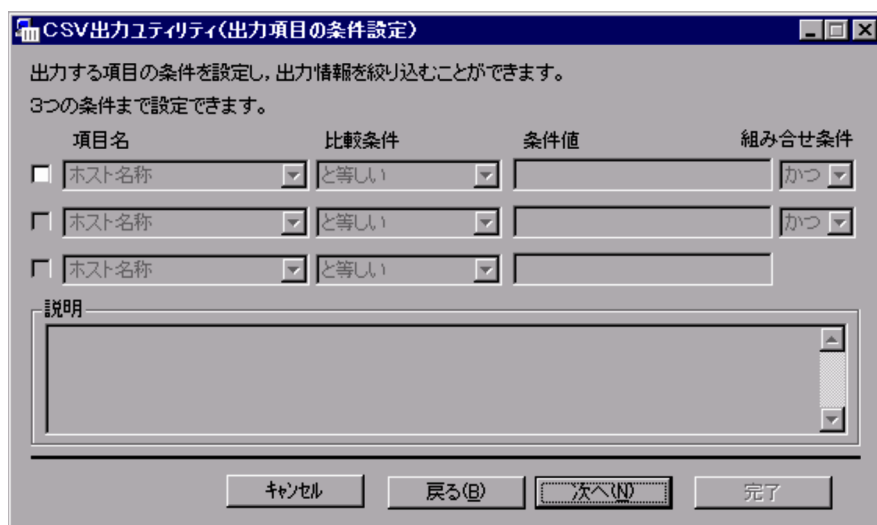 CSV出力ユティリティ(出力項目の条件設定)
出力する項目の条件を設定し,出力情報を絞り込むことができます。
3つの条件まで設定できます。
項目名 比較条件 条件値 組み合せ条件
ホスト名称 と等しい かつ
ホスト名称 と等しい かつ
ホスト名称 と等しい
説明
キャンセル 戻る(B) 次へ(N) 完了